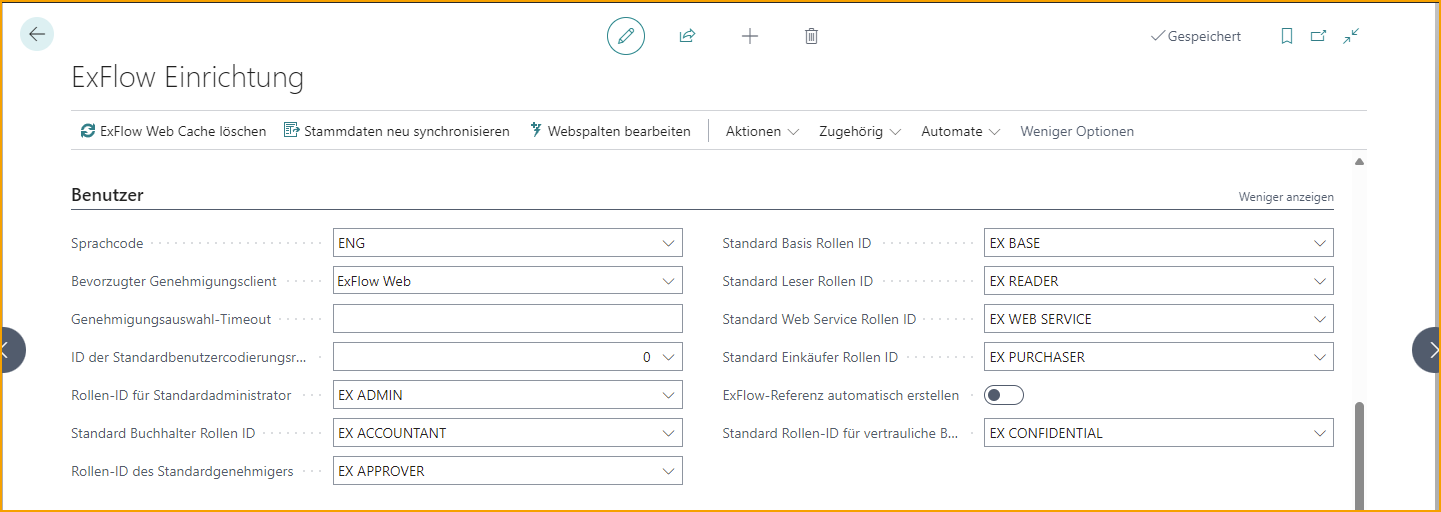 Gespeichert
ExFlow Einrichtung
ExFlow Web Cache löschen Stammdaten neu synchronisieren Webspalten bearbeiten Aktionen Zugehörig Automate Weniger Optionen
Benutzer Weniger anzeigen
Sprachcode ENG Standard Basis Rollen ID EX BASE
Bevorzugter Genehmigungsclient ExFlow Web Standard Leser Rollen ID EX READER
Genehmigungsauswahl-Timeout Standard Web Service Rollen ID EX WEB SERVICE
ID der Standardbenutzercodierungsr... 0 Standard Einkäufer Rollen ID EX PURCHASER
Rollen-ID für Standardadministrator EX ADMIN ExFlow-Referenz automatisch erstellen
Standard Buchhalter Rollen ID EX ACCOUNTANT Standard Rollen-ID für vertrauliche B... EX CONFIDENTIAL
Rollen-ID des Standardgenehmigers EX APPROVER